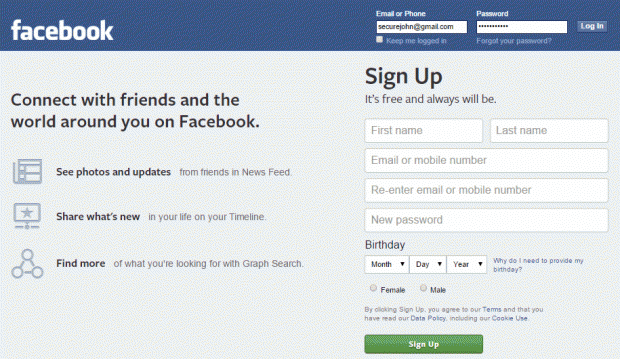 facebook
Email or Phone
Password
securejohn@gmail.com
•••••••••••
Log In
Keep me logged in
Forgot your password?
Connect with friends and the
world around you on Facebook.
See photos and updates from friends in News Feed.
Share what's new in your life on your Timeline.
Find more of what you're looking for with Graph Search.
Sign Up
It's free and always will be.
First name
Last name
Email or mobile number
Re-enter email or mobile number
New password
Birthday
Month
Day
Year
Why do I need to provide my
birthday?
Female
Male
By clicking Sign Up, you agree to our Terms and that you
have read our Data Policy, including our Cookie Use.
Sign Up